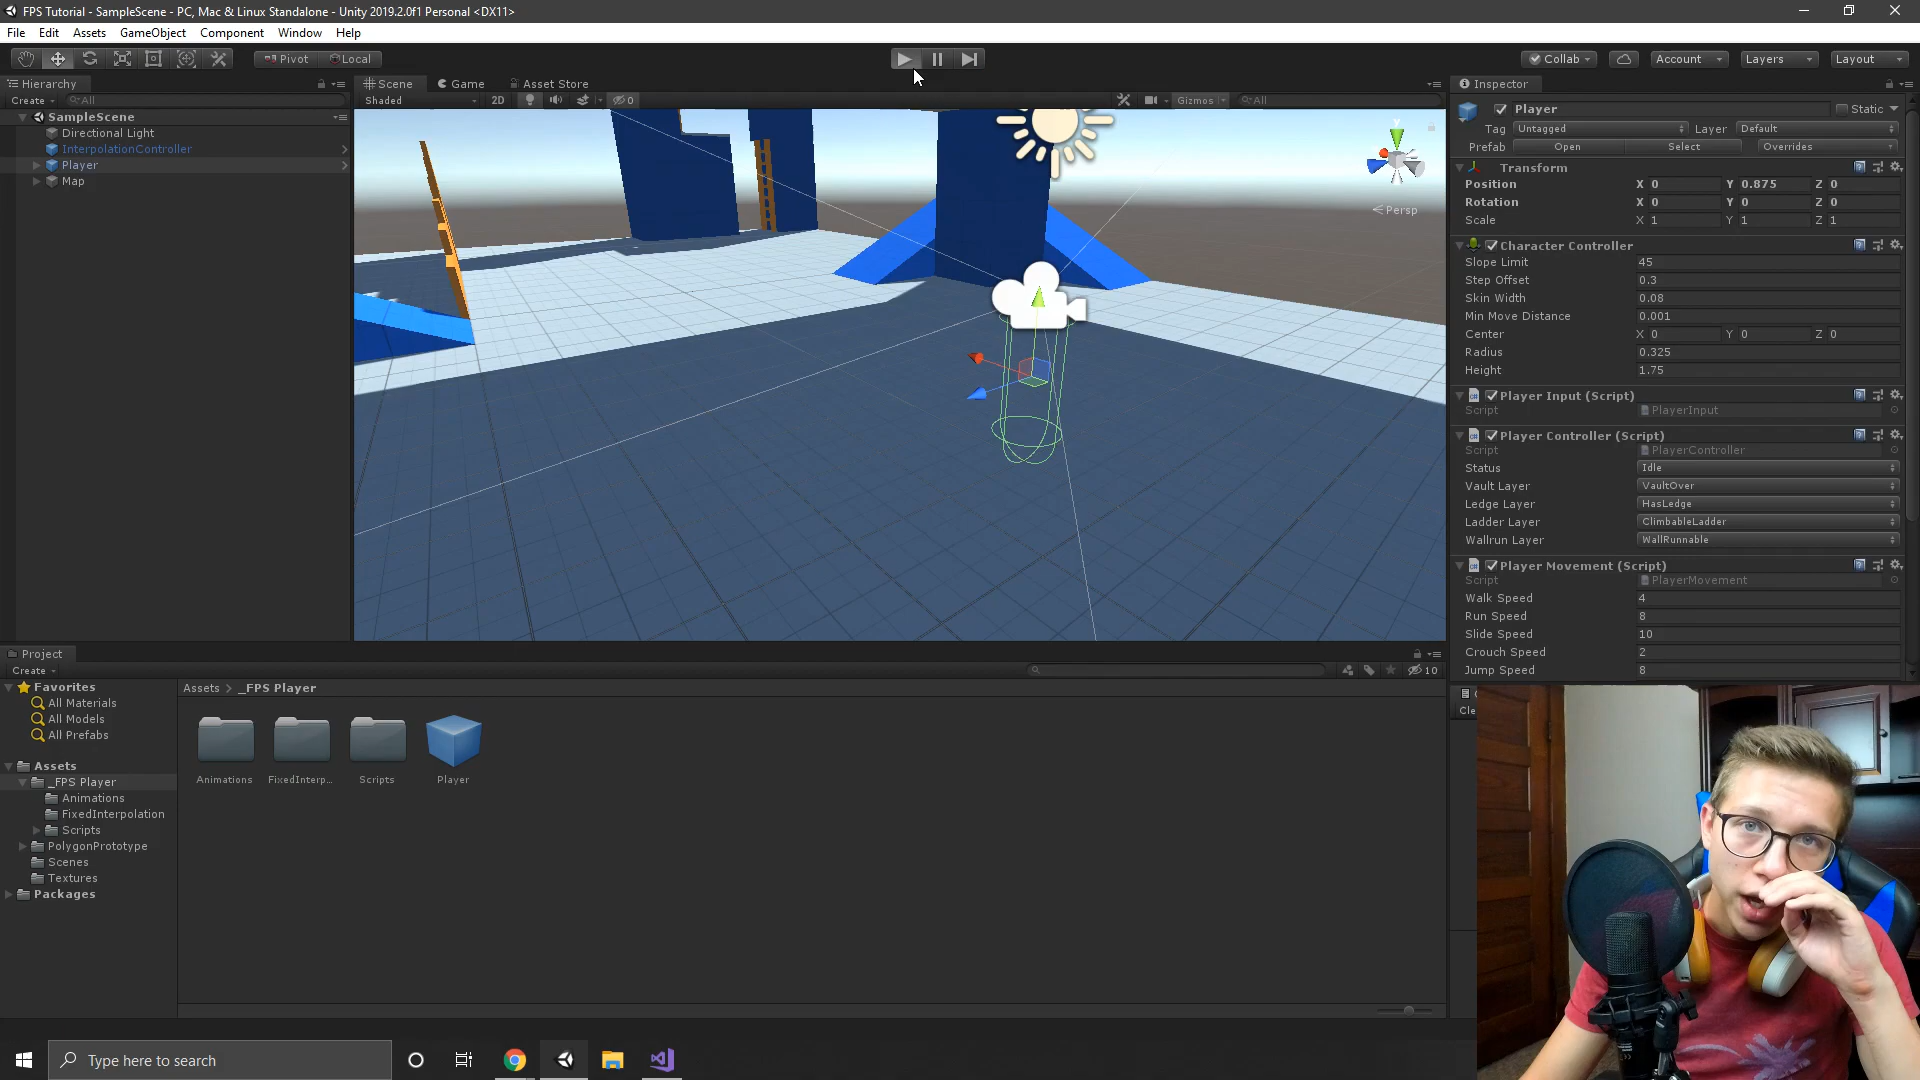 FPS Tutorial - SampleScene - PC, Mac & Linux Standalone - Unity 2019.2.0f1 Personal <DX11>
File Edit Assets GameObject Component Window Help
Pivot Local Collab Account Layers Layout
Hierarchy
Create All
SampleScene
Directional Light
InterpolationController
Player
Map
Scene Game Asset Store
Shaded 2D 0 Gizmos All
y
Persp
Inspector
Player Static
Tag Untagged Layer Default
Prefab Open Select Overrides
Transform
Position X 0 Y 0.875 Z 0
Rotation X 0 Y 0 Z 0
Scale X 1 Y 1 Z 1
Character Controller
Slope Limit 45
Step Offset 0.3
Skin Width 0.08
Min Move Distance 0.001
Center X 0 Y 0 Z 0
Radius 0.325
Height 1.75
Player Input (Script)
Script PlayerInput
Player Controller (Script)
Script PlayerController
Status Idle
Vault Layer VaultOver
Ledge Layer HasLedge
Ladder Layer ClimbableLadder
Wallrun Layer WallRunnable
Player Movement (Script)
Script PlayerMovement
Walk Speed 4
Run Speed 8
Slide Speed 10
Crouch Speed 2
Jump Speed 8
Project
Create 10
Favorites
All Materials
All Models
All Prefabs
Assets
_FPS Player
Animations
FixedInterpolation
Scripts
PolygonPrototype
Scenes
Textures
Packages
Assets > _FPS Player
Animations FixedInterp... Scripts Player
C
Cle
Type here to search